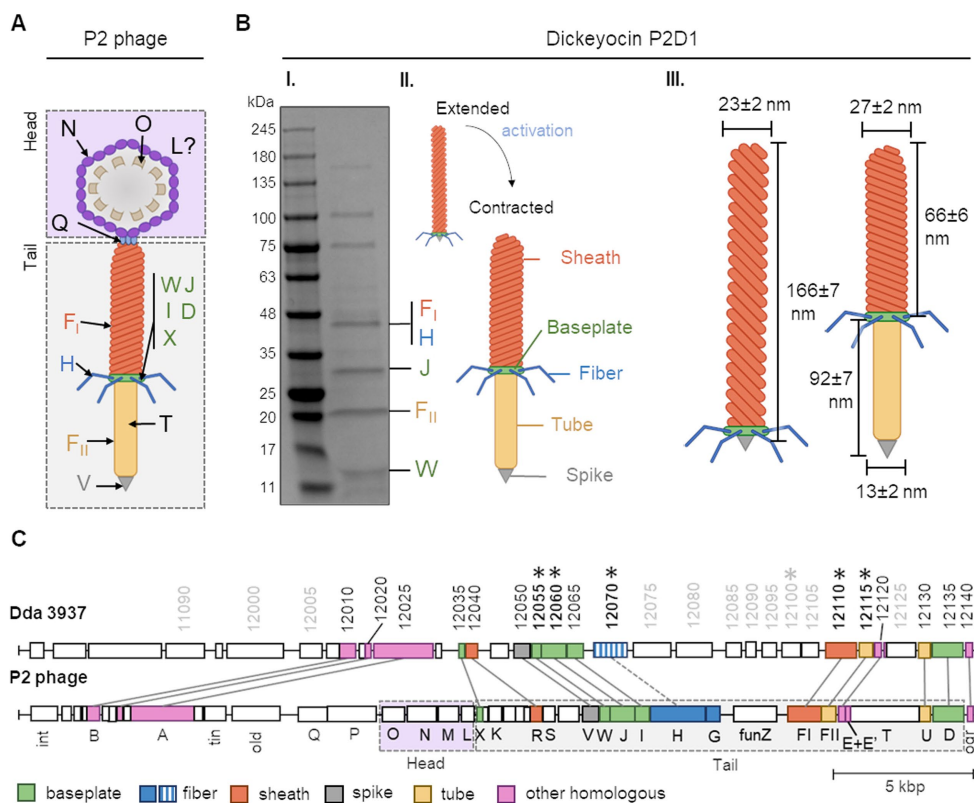 A
P2 phage
Head
N
O
L?
Q
Tail
W J
I D
X
FI
H
T
FII
V
B
Dickeyocin P2D1
I.
kDa
245
180
135
100
75
63
48
35
25
20
17
11
FI
H
J
FII
W
II.
Extended
activation
Contracted
Sheath
Baseplate
Fiber
Tube
Spike
III.
23±2 nm
166±7
nm
27±2 nm
66±6
nm
92±7
nm
13±2 nm
C
11090
12000
12005
12010
12020
12025
12035
12040
12050
12055 *
12060 *
12065
12070 *
12075
12080
12085
12090
12095
12100 *
12105
12110 *
12115 *
12120
12125
12130
12135
12140
Dda 3937
P2 phage
int
B
A
tin
old
Q
P
O
N
M
L
X
K
R
S
V
W
J
I
H
G
funZ
FI
FII
E+E'
T
U
D
ogr
Head
Tail
5 kbp
baseplate
fiber
sheath
spike
tube
other homologous